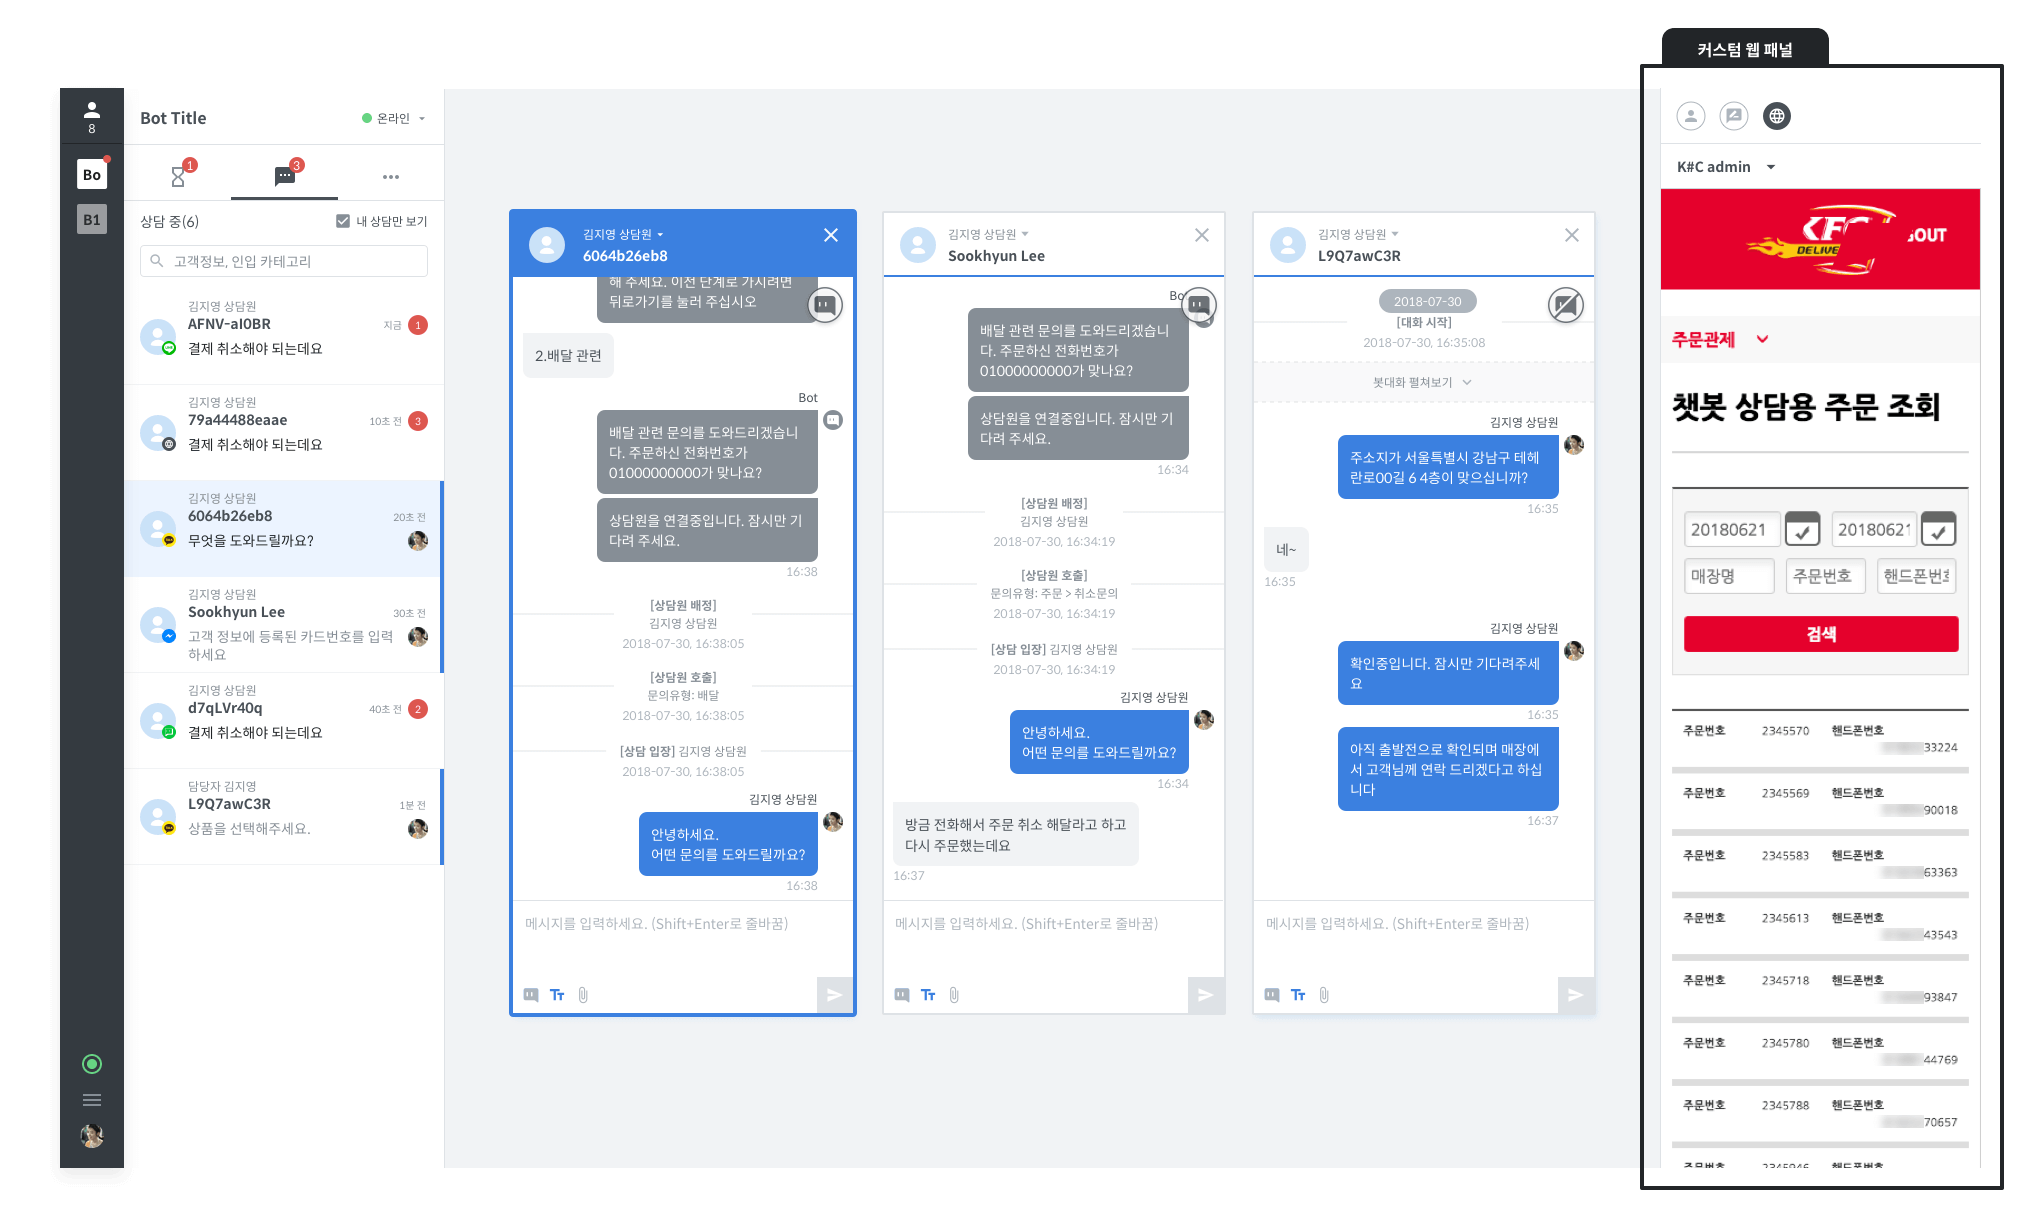 커스텀 웹 패널
8
Bo
B1
Bot Title
온라인
1
3
상담 중(6)
내 상담만 보기
고객정보, 인입 카테고리
김지영 상담원
AFNV-aI0BR
지금
1
결제 취소해야 되는데요
김지영 상담원
79a44488eaae
10초 전
3
결제 취소해야 되는데요
김지영 상담원
6064b26eb8
20초 전
무엇을 도와드릴까요?
김지영 상담원
Sookhyun Lee
30초 전
고객 정보에 등록된 카드번호를 입력
하세요
김지영 상담원
d7qLVr40q
40초 전
2
결제 취소해야 되는데요
담당자 김지영
L9Q7awC3R
1분 전
상품을 선택해주세요.
김지영 상담원
6064b26eb8
해 주세요. 이전 단계로 가시려면
뒤로가기를 눌러 주십시오
2.배달 관련
Bot
배달 관련 문의를 도와드리겠습니
다. 주문하신 전화번호가
01000000000가 맞나요?
상담원을 연결중입니다. 잠시만 기
다려 주세요.
16:38
[상담원 배정]
김지영 상담원
2018-07-30, 16:38:05
[상담원 호출]
문의유형: 배달
2018-07-30, 16:38:05
[상담 입장] 김지영 상담원
2018-07-30, 16:38:05
김지영 상담원
안녕하세요.
어떤 문의를 도와드릴까요?
16:38
메시지를 입력하세요. (Shift+Enter로 줄바꿈)
Tт
김지영 상담원
Sookhyun Lee
Bot
배달 관련 문의를 도와드리겠습니
다. 주문하신 전화번호가
01000000000가 맞나요?
상담원을 연결중입니다. 잠시만 기
다려 주세요.
16:34
[상담원 배정]
김지영 상담원
2018-07-30, 16:34:19
[상담원 호출]
문의유형: 주문 > 취소문의
2018-07-30, 16:34:19
[상담 입장] 김지영 상담원
2018-07-30, 16:34:19
김지영 상담원
안녕하세요.
어떤 문의를 도와드릴까요?
16:34
방금 전화해서 주문 취소 해달라고 하고
다시 주문했는데요
16:37
메시지를 입력하세요. (Shift+Enter로 줄바꿈)
Tт
김지영 상담원
L9Q7awC3R
2018-07-30
[대화 시작]
2018-07-30, 16:35:08
봇대화 펼쳐보기
김지영 상담원
주소지가 서울특별시 강남구 테헤
란로00길 6 4층이 맞으십니까?
16:35
네~
16:35
김지영 상담원
확인중입니다. 잠시만 기다려주세
요
16:35
아직 출발전으로 확인되며 매장에
서 고객님께 연락 드리겠다고 하십
니다
16:37
메시지를 입력하세요. (Shift+Enter로 줄바꿈)
Tт
K#C admin
DELIVE
OUT
주문관제
챗봇 상담용 주문 조회
20180621
20180621
매장명
주문번호
핸드폰번호
검색
주문번호 2345570 핸드폰번호
33224
주문번호 2345569 핸드폰번호
90018
주문번호 2345583 핸드폰번호
63363
주문번호 2345613 핸드폰번호
43543
주문번호 2345718 핸드폰번호
93847
주문번호 2345780 핸드폰번호
44769
주문번호 2345788 핸드폰번호
70657